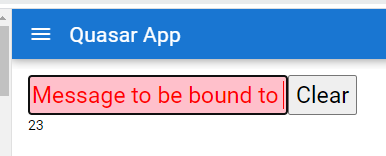 Quasar App
Message to be bound to
Clear
23